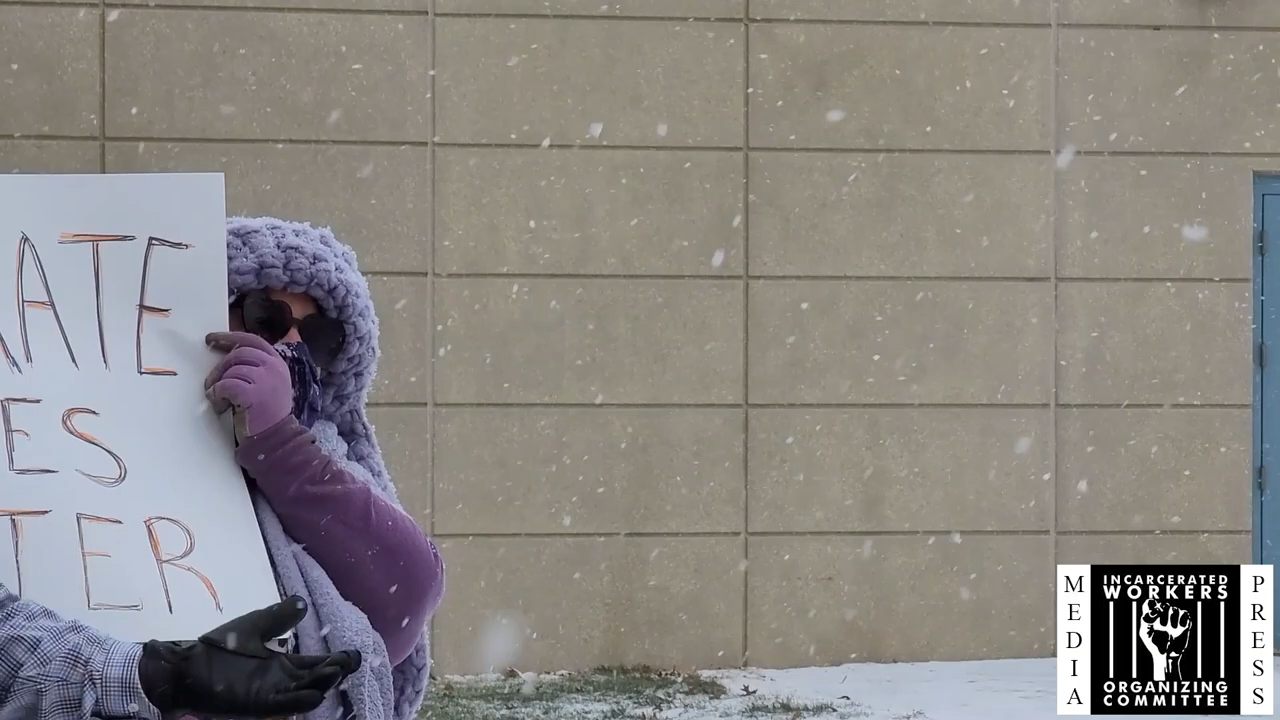 ATE
ES
TER
MEDIA
INCARCERATED
WORKERS
ORGANIZING
COMMITTEE
PRESS